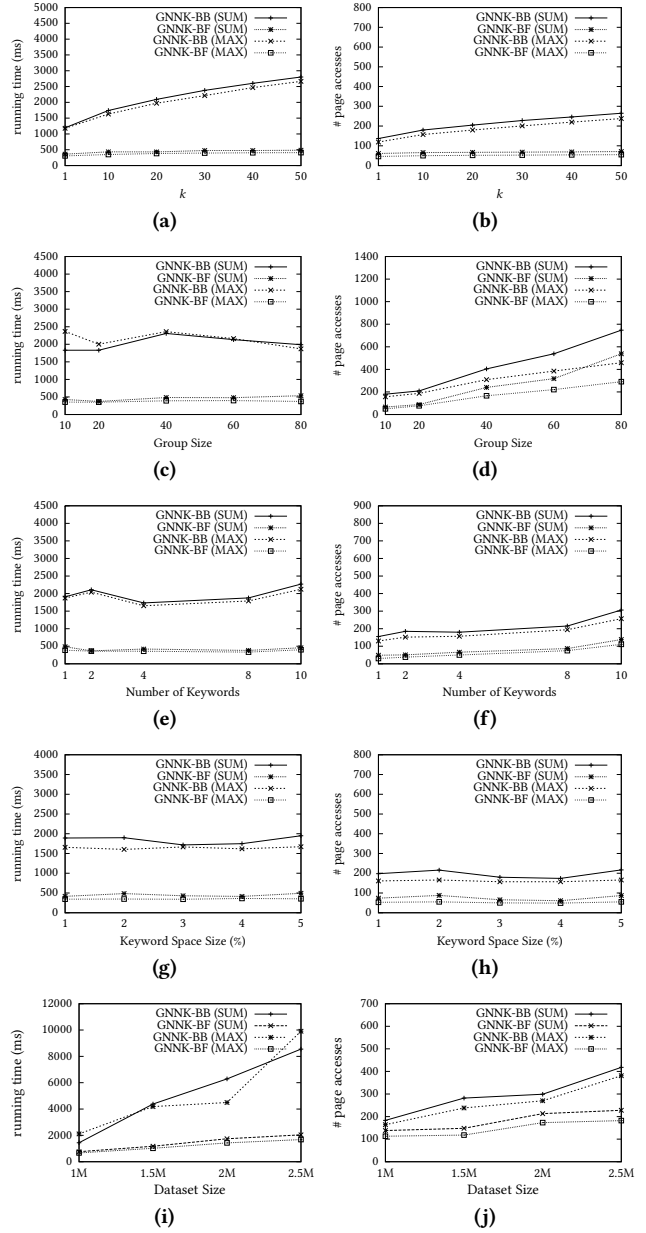 5000
4500
4000
3500
3000
2500
2000
1500
1000
500
0
running time (ms)
GNNK-BB (SUM)
GNNK-BF (SUM)
GNNK-BB (MAX)
GNNK-BF (MAX)
1 10 20 30 40 50
k
(a)
800
700
600
500
400
300
200
100
0
# page accesses
GNNK-BB (SUM)
GNNK-BF (SUM)
GNNK-BB (MAX)
GNNK-BF (MAX)
1 10 20 30 40 50
k
(b)
4500
4000
3500
3000
2500
2000
1500
1000
500
0
running time (ms)
GNNK-BB (SUM)
GNNK-BF (SUM)
GNNK-BB (MAX)
GNNK-BF (MAX)
10 20 40 60 80
Group Size
(c)
1400
1200
1000
800
600
400
200
0
# page accesses
GNNK-BB (SUM)
GNNK-BF (SUM)
GNNK-BB (MAX)
GNNK-BF (MAX)
10 20 40 60 80
Group Size
(d)
4500
4000
3500
3000
2500
2000
1500
1000
500
0
running time (ms)
GNNK-BB (SUM)
GNNK-BF (SUM)
GNNK-BB (MAX)
GNNK-BF (MAX)
1 2 4 8 10
Number of Keywords
(e)
900
800
700
600
500
400
300
200
100
0
# page accesses
GNNK-BB (SUM)
GNNK-BF (SUM)
GNNK-BB (MAX)
GNNK-BF (MAX)
1 2 4 8 10
Number of Keywords
(f)
4000
3500
3000
2500
2000
1500
1000
500
0
running time (ms)
GNNK-BB (SUM)
GNNK-BF (SUM)
GNNK-BB (MAX)
GNNK-BF (MAX)
1 2 3 4 5
Keyword Space Size (%)
(g)
800
700
600
500
400
300
200
100
0
# page accesses
GNNK-BB (SUM)
GNNK-BF (SUM)
GNNK-BB (MAX)
GNNK-BF (MAX)
1 2 3 4 5
Keyword Space Size (%)
(h)
12000
10000
8000
6000
4000
2000
0
running time (ms)
GNNK-BB (SUM)
GNNK-BF (SUM)
GNNK-BB (MAX)
GNNK-BF (MAX)
1M 1.5M 2M 2.5M
Dataset Size
(i)
700
600
500
400
300
200
100
0
# page accesses
GNNK-BB (SUM)
GNNK-BF (SUM)
GNNK-BB (MAX)
GNNK-BF (MAX)
1M 1.5M 2M 2.5M
Dataset Size
(j)